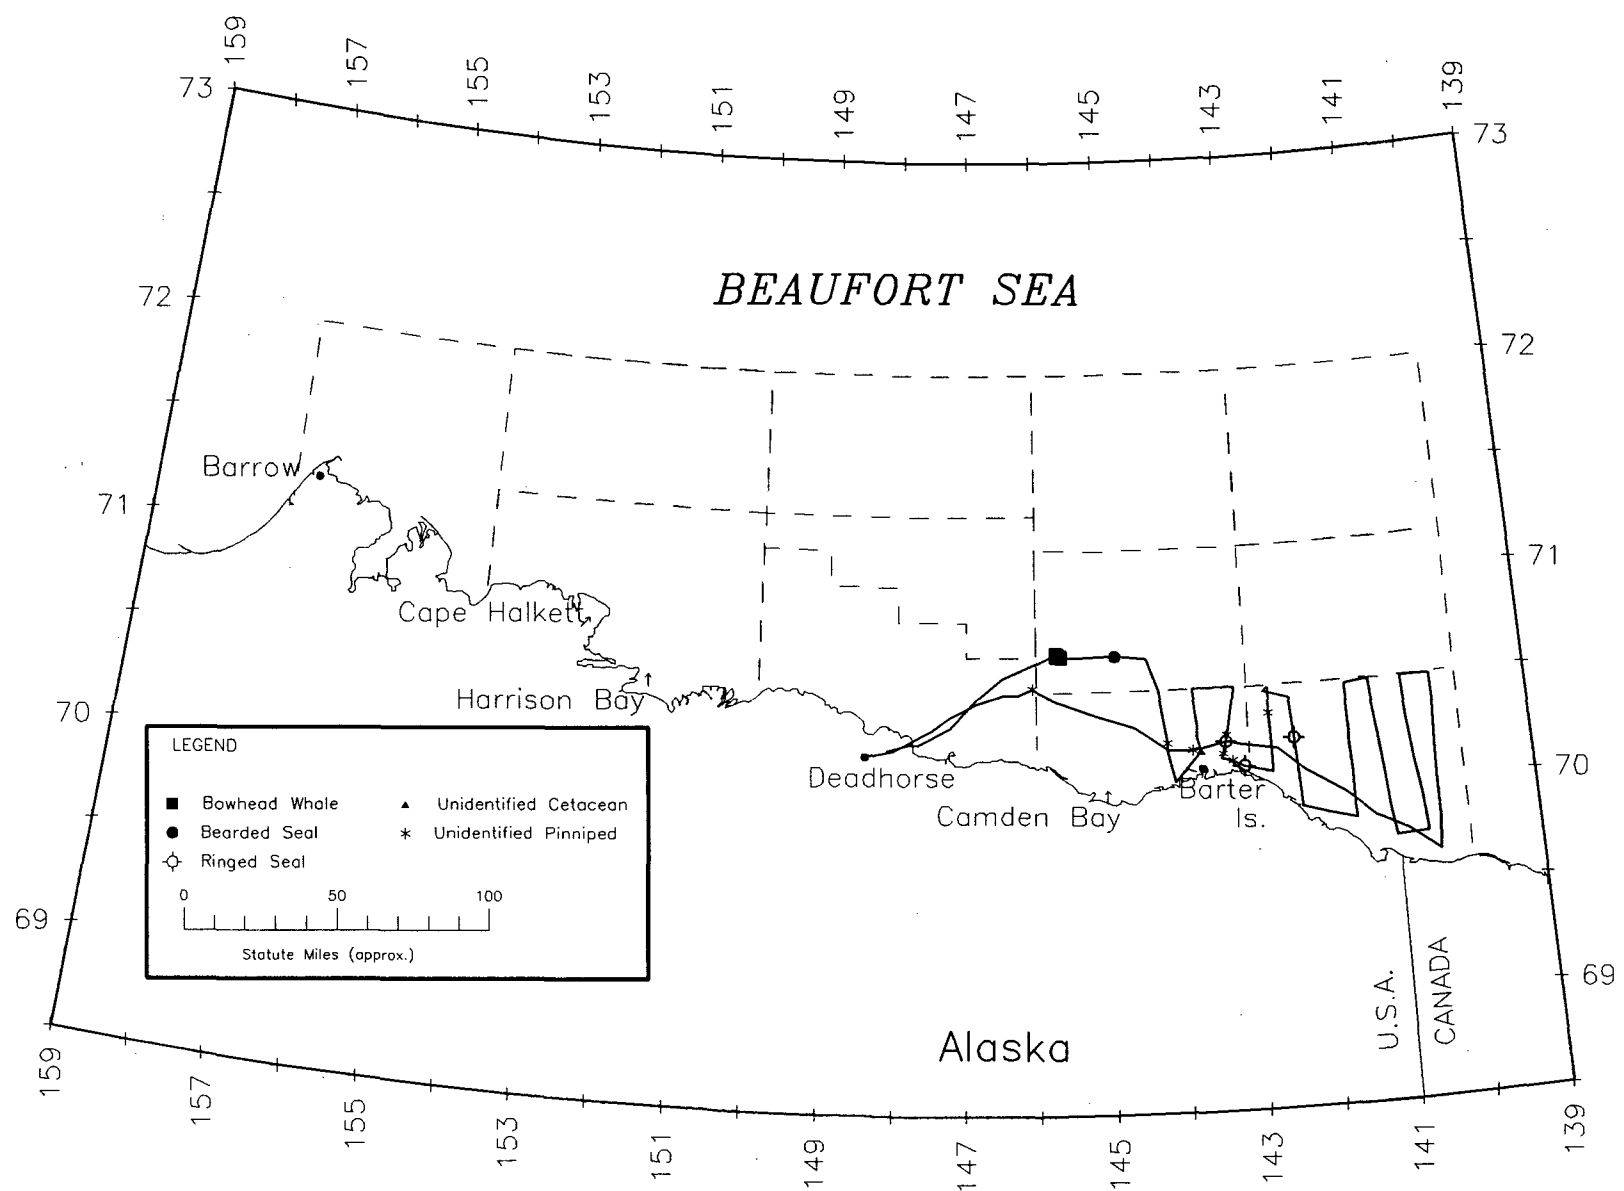 159
157
155
153
151
149
147
145
143
141
139
73
73
BEAUFORT SEA
72
72
Barrow
71
71
Cape Halkett
Harrison Bay
70
70
Deadhorse
Camden Bay
Barter
Is.
LEGEND
Bowhead Whale
Unidentified Cetacean
Bearded Seal
Unidentified Pinniped
Ringed Seal
0 50 100
Statute Miles (approx.)
69
69
U.S.A.
CANADA
Alaska
159
157
155
153
151
149
147
145
143
141
139